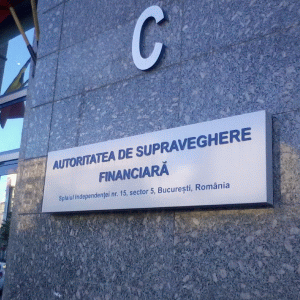 C
AUTORITATEA DE SUPRAVEGHERE
FINANCIARĂ
Splaiul Independenței nr. 15, sector 5, București, România